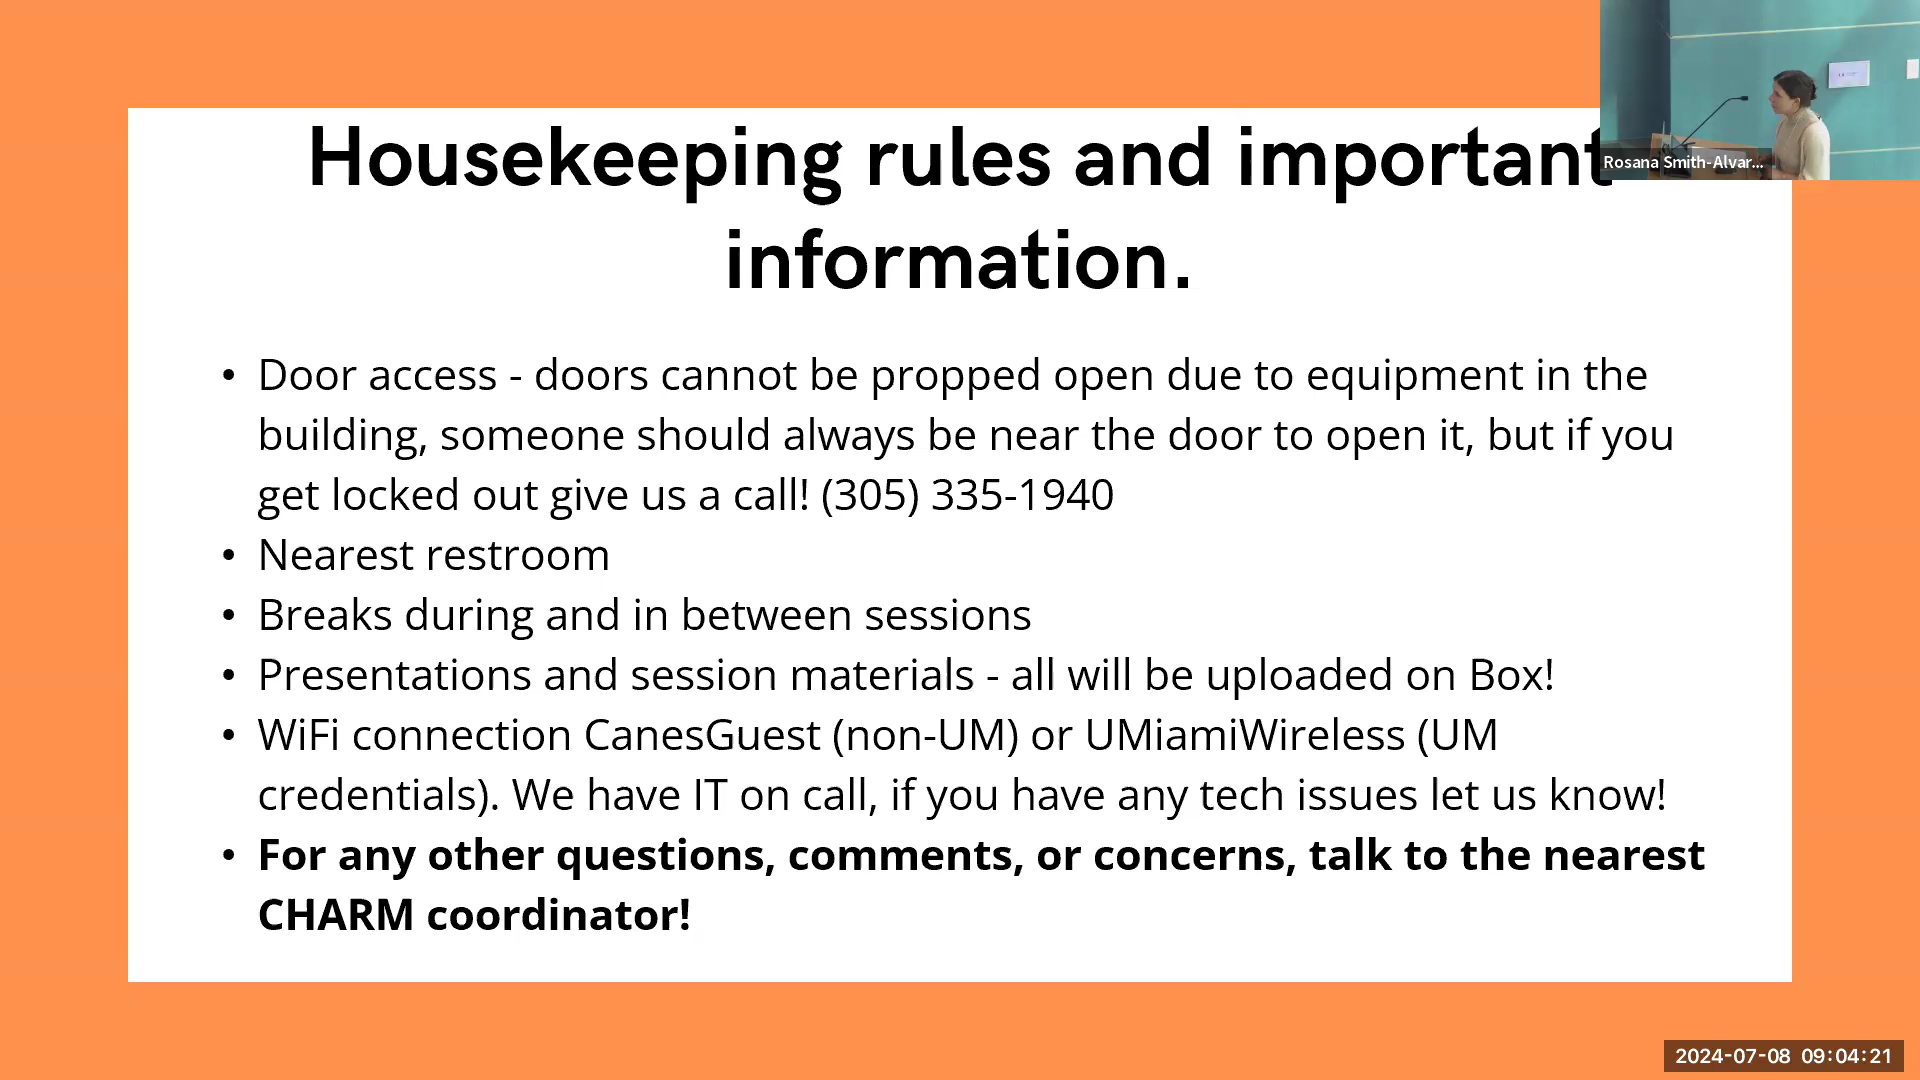 Housekeeping rules and important
information.
Rosana Smith-Alvar...
• Door access - doors cannot be propped open due to equipment in the
building, someone should always be near the door to open it, but if you
get locked out give us a call! (305) 335-1940
• Nearest restroom
• Breaks during and in between sessions
• Presentations and session materials - all will be uploaded on Box!
• WiFi connection CanesGuest (non-UM) or UMiamiWireless (UM
credentials). We have IT on call, if you have any tech issues let us know!
• For any other questions, comments, or concerns, talk to the nearest
CHARM coordinator!
2024-07-08 09:04:21